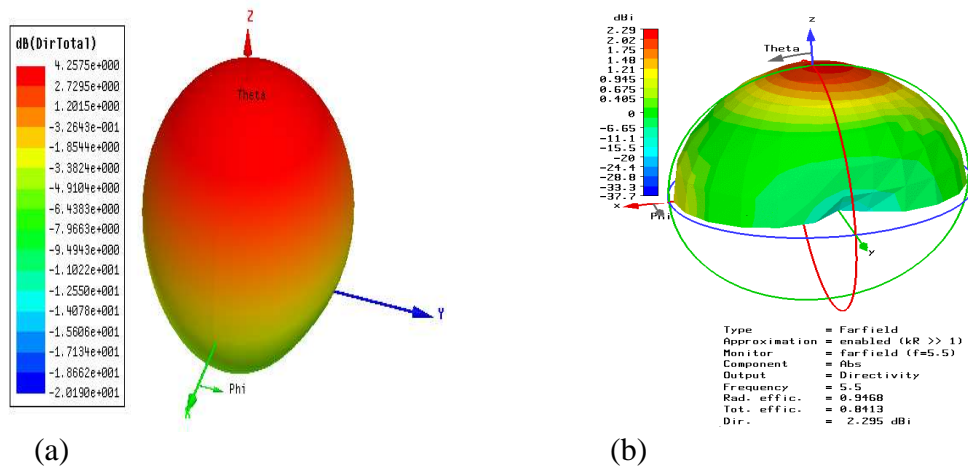 dB(DirTotal)
4.2575e+000
2.7295e+000
1.2015e+000
-3.2643e-001
-1.8544e+000
-3.3824e+000
-4.9104e+000
-6.4383e+000
-7.9663e+000
-9.4943e+000
-1.1022e+001
-1.2550e+001
-1.4078e+001
-1.5606e+001
-1.7134e+001
-1.8662e+001
-2.0190e+001
Z
Theta
Y
Phi
X
(a)
dBi
2.29
2.02
1.75
1.48
1.21
0.945
0.675
0.405
0
-6.65
-11.1
-15.5
-20
-24.4
-28.8
-33.3
-37.7
z
Theta
x
Phi
y
Type = Farfield
Approximation = enabled (kR >> 1)
Monitor = farfield (f=5.5)
Component = Abs
Output = Directivity
Frequency = 5.5
Rad. effic. = 0.9468
Tot. effic. = 0.8413
Dir. = 2.295 dBi
(b)